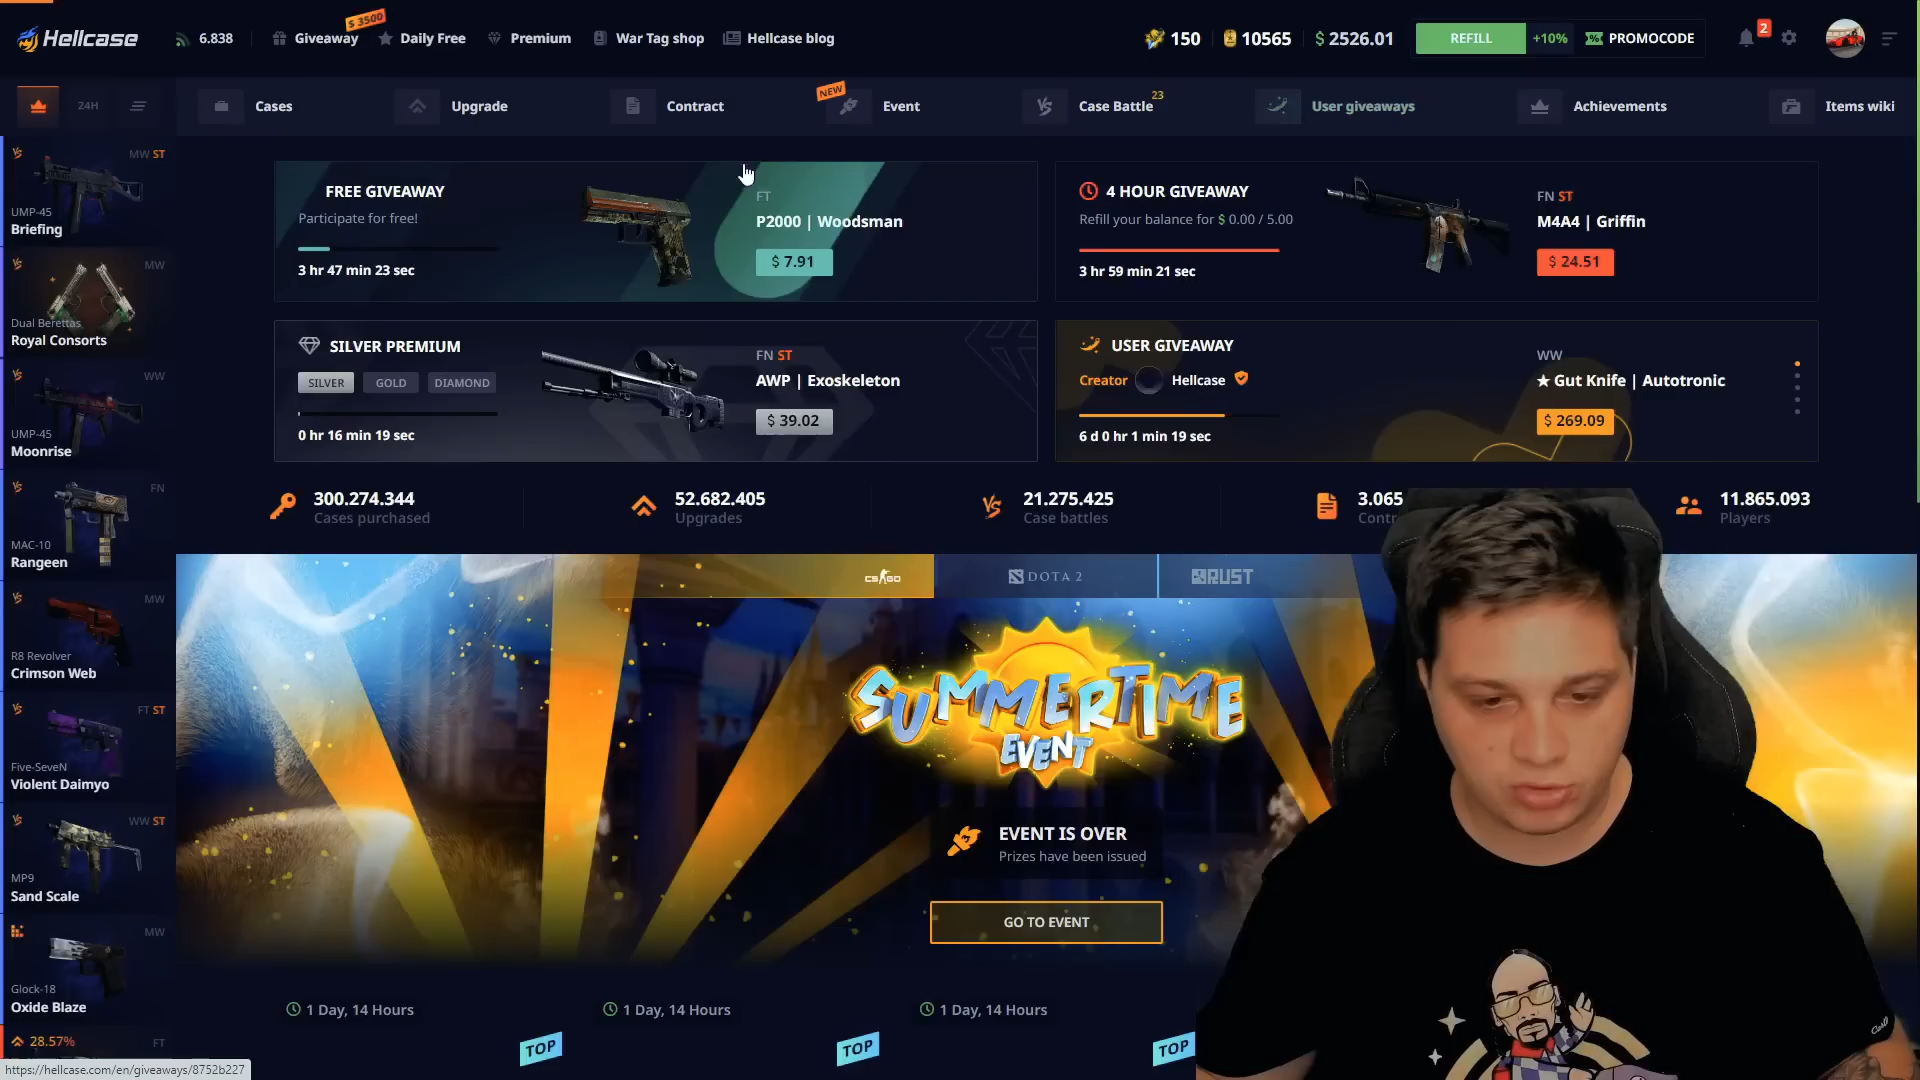 Hellcase
6.838
Giveaway
$ 3500
Daily Free
Premium
War Tag shop
Hellcase blog
150
10565
$ 2526.01
REFILL
+10%
PROMOCODE
2
24H
Cases
Upgrade
Contract
NEW
Event
Case Battle
23
User giveaways
Achievements
Items wiki
FREE GIVEAWAY
Participate for free!
3 hr 47 min 23 sec
FT
P2000 | Woodsman
$ 7.91
4 HOUR GIVEAWAY
Refill your balance for $ 0.00 / 5.00
3 hr 59 min 21 sec
FN ST
M4A4 | Griffin
$ 24.51
SILVER PREMIUM
SILVER
GOLD
DIAMOND
0 hr 16 min 19 sec
FN ST
AWP | Exoskeleton
$ 39.02
USER GIVEAWAY
Creator
Hellcase
6 d 0 hr 1 min 19 sec
WW
★ Gut Knife | Autotronic
$ 269.09
300.274.344
Cases purchased
52.682.405
Upgrades
VS
21.275.425
Case battles
3.065
Contr
11.865.093
Players
MW ST
UMP-45
Briefing
MW
Dual Berettas
Royal Consorts
WW
UMP-45
Moonrise
FN
MAC-10
Rangeen
MW
R8 Revolver
Crimson Web
FT ST
Five-SeveN
Violent Daimyo
WW ST
MP9
Sand Scale
MW
Glock-18
Oxide Blaze
28.57%
FT
CS:GO
DOTA 2
RUST
SUMMERTIME
EVENT
EVENT IS OVER
Prizes have been issued
GO TO EVENT
1 Day, 14 Hours
1 Day, 14 Hours
1 Day, 14 Hours
TOP
TOP
TOP
https://hellcase.com/en/giveaways/8752b227